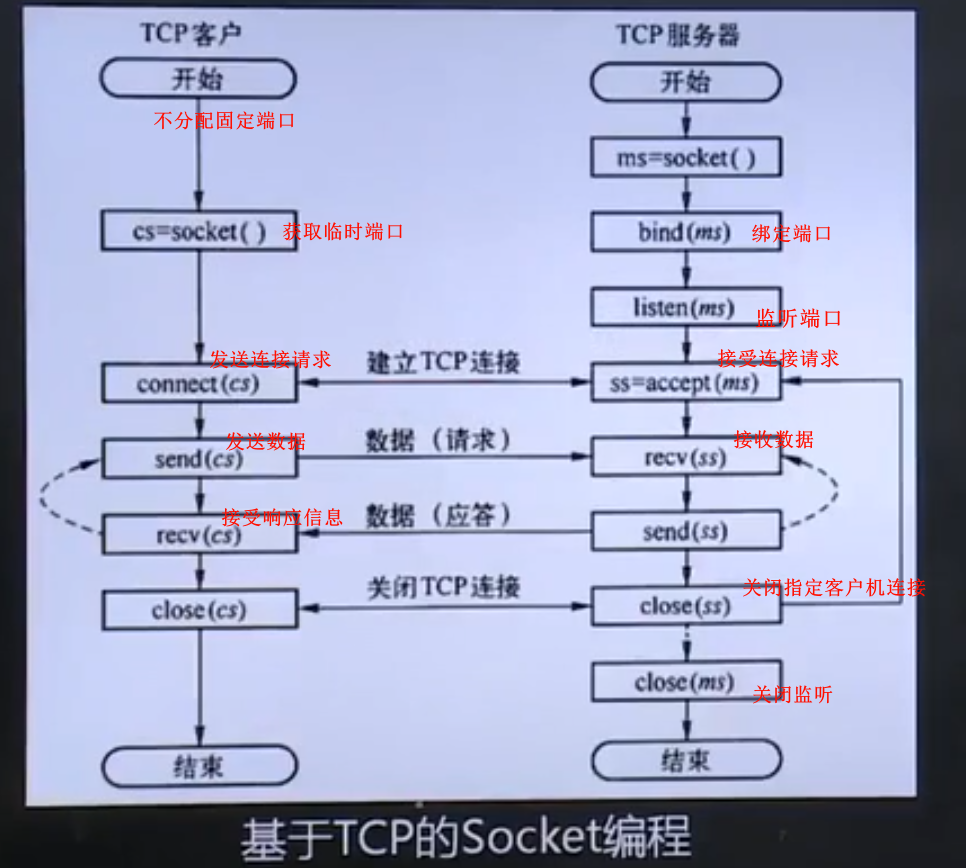 TCP客户
TCP服务器
开始
开始
不分配固定端口
ms=socket( )
cs=socket( )
获取临时端口
bind(ms)
绑定端口
listen(ms)
监听端口
发送连接请求
建立TCP连接
接受连接请求
connect(cs)
ss=accept(ms)
发送数据
数据（请求）
接收数据
send(cs)
recv(ss)
接受响应信息
数据（应答）
recv(cs)
send(ss)
关闭TCP连接
关闭指定客户机连接
close(cs)
close(ss)
close(ms)
关闭监听
结束
结束
基于TCP的Socket编程